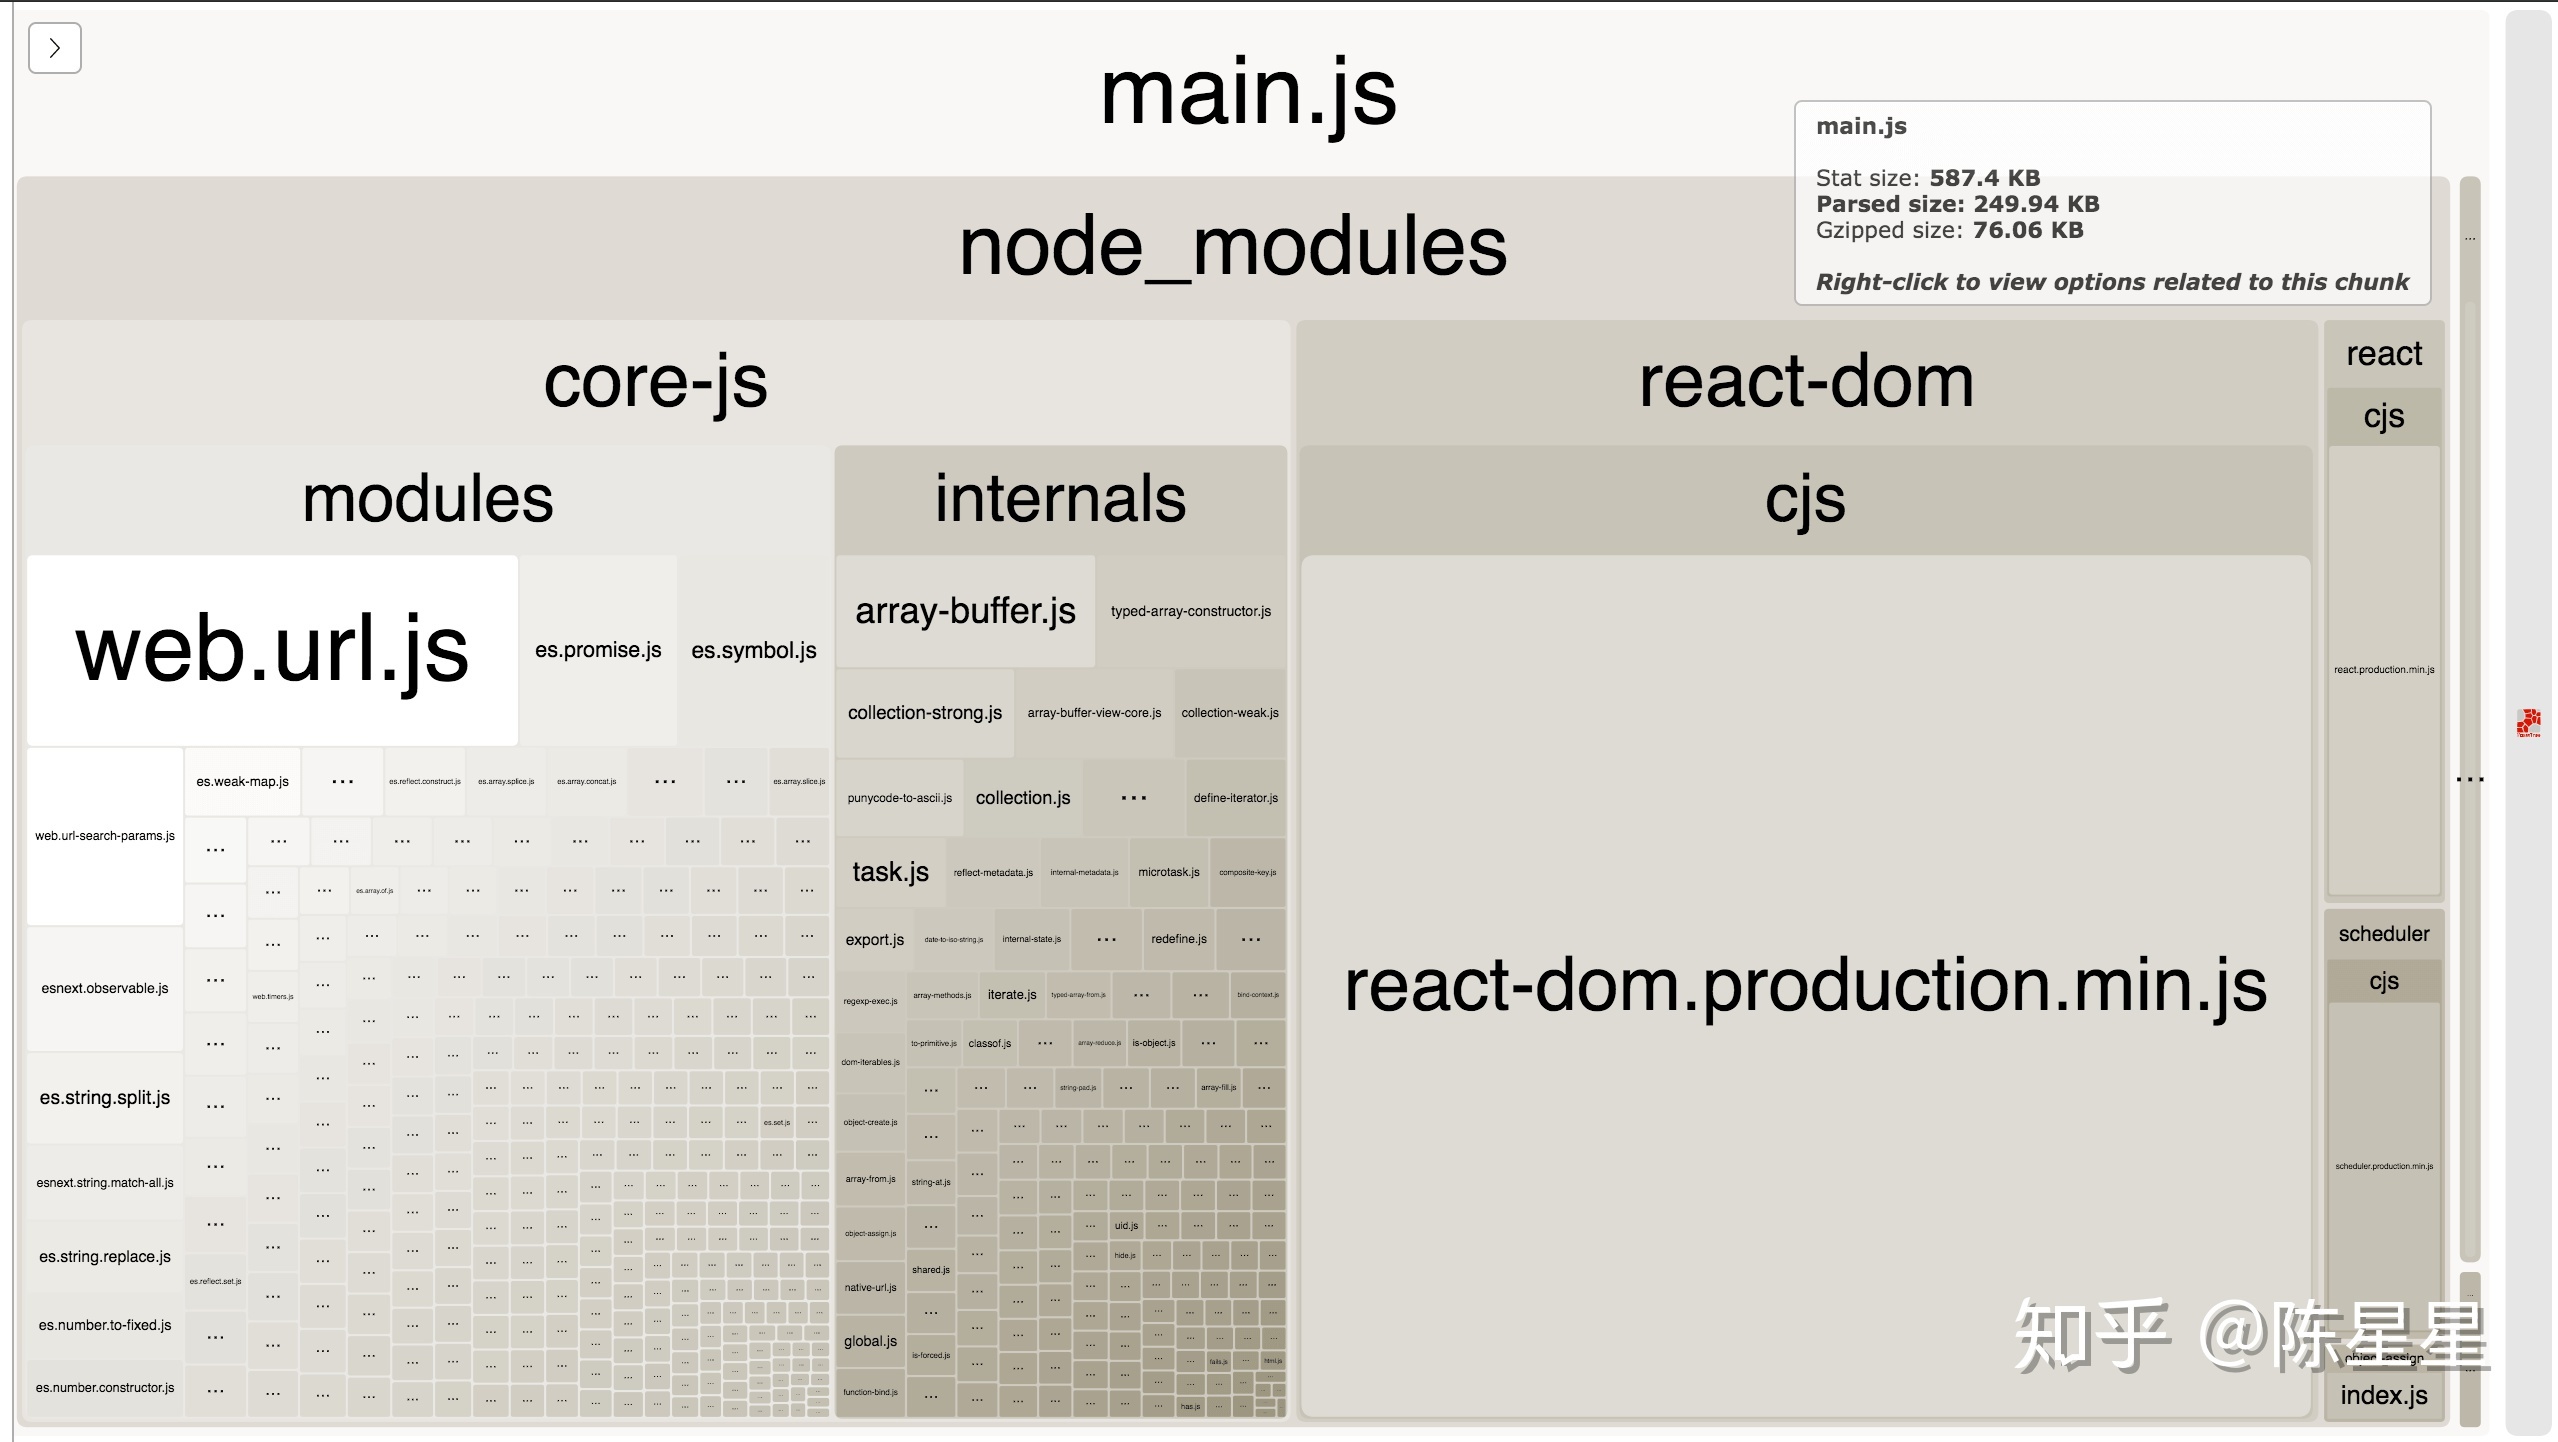 main.js
main.js
Stat size: 587.4 KB
Parsed size: 249.94 KB
Gzipped size: 76.06 KB
Right-click to view options related to this chunk
node_modules
...
core-js
react-dom
react
cjs
modules
internals
cjs
web.url.js
es.promise.js
es.symbol.js
array-buffer.js
typed-array-constructor.js
react.production.min.js
collection-strong.js
array-buffer-view-core.js
collection-weak.js
web.url-search-params.js
es.weak-map.js
...
es.reflect.construct.js
es.array.splice.js
es.array.concat.js
...
...
es.array.slice.js
punycode-to-ascii.js
collection.js
...
define-iterator.js
...
task.js
reflect-metadata.js
internal-metadata.js
microtask.js
composite-key.js
es.array.of.js
export.js
date-to-iso-string.js
internal-state.js
...
redefine.js
...
scheduler
cjs
esnext.observable.js
web.timers.js
regexp-exec.js
array-methods.js
iterate.js
typed-array-from.js
...
...
bind-context.js
react-dom.production.min.js
dom-iterables.js
to-primitive.js
classof.js
...
array-reduce.js
is-object.js
...
...
es.string.split.js
string-pad.js
array-fill.js
es.set.js
object-create.js
esnext.string.match-all.js
array-from.js
string-at.js
scheduler.production.min.js
es.string.replace.js
es.reflect.set.js
object-assign.js
uid.js
hide.js
shared.js
native-url.js
es.number.to-fixed.js
global.js
is-forced.js
fails.js
html.js
object-assign
es.number.constructor.js
function-bind.js
has.js
index.js
知乎 @陈星星